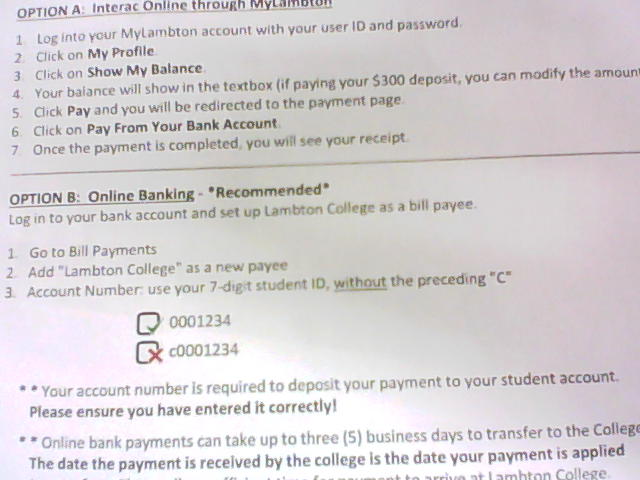 OPTION A: Interac Online through MyLambton
1 Log into your MyLambton account with your user ID and password.
2. Click on My Profile.
3. Click on Show My Balance.
4. Your balance will show in the textbox (if paying your $300 deposit, you can modify the amoun
5. Click Pay and you will be redirected to the payment page.
6. Click on Pay From Your Bank Account.
7. Once the payment is completed, you will see your receipt.
OPTION B: Online Banking - *Recommended*
Log in to your bank account and set up Lambton College as a bill payee.
1. Go to Bill Payments
2. Add "Lambton College" as a new payee
3. Account Number: use your 7-digit student ID, without the preceding "C"
0001234
c0001234
* * Your account number is required to deposit your payment to your student account.
Please ensure you have entered it correctly!
* * Online bank payments can take up to three (5) business days to transfer to the College
The date the payment is received by the college is the date your payment is applied
time for payment to arrive at Lambton College.